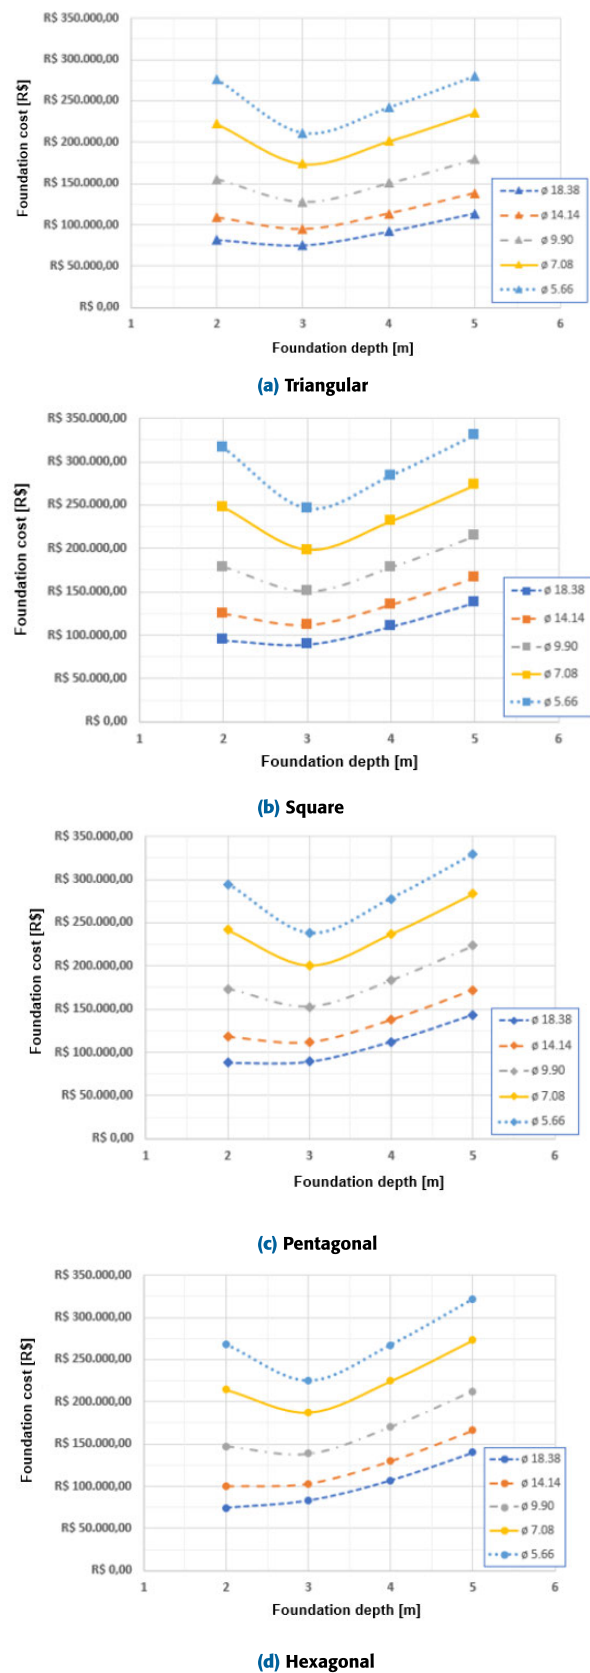 Foundation cost [R$]
R$ 350.000,00
R$ 300.000,00
R$ 250.000,00
R$ 200.000,00
R$ 150.000,00
R$ 100.000,00
R$ 50.000,00
R$ 0,00
1 2 3 4 5 6
Foundation depth [m]
ø 18.38
ø 14.14
ø 9.90
ø 7.08
ø 5.66
(a) Triangular
Foundation cost [R$]
R$ 350.000,00
R$ 300.000,00
R$ 250.000,00
R$ 200.000,00
R$ 150.000,00
R$ 100.000,00
R$ 50.000,00
R$ 0,00
1 2 3 4 5 6
Foundation depth [m]
ø 18.38
ø 14.14
ø 9.90
ø 7.08
ø 5.66
(b) Square
Foundation cost [R$]
R$ 350.000,00
R$ 300.000,00
R$ 250.000,00
R$ 200.000,00
R$ 150.000,00
R$ 100.000,00
R$ 50.000,00
R$ 0,00
1 2 3 4 5 6
Foundation depth [m]
ø 18.38
ø 14.14
ø 9.90
ø 7.08
ø 5.66
(c) Pentagonal
Foundation cost [R$]
R$ 350.000,00
R$ 300.000,00
R$ 250.000,00
R$ 200.000,00
R$ 150.000,00
R$ 100.000,00
R$ 50.000,00
R$ 0,00
1 2 3 4 5 6
Foundation depth [m]
ø 18.38
ø 14.14
ø 9.90
ø 7.08
ø 5.66
(d) Hexagonal